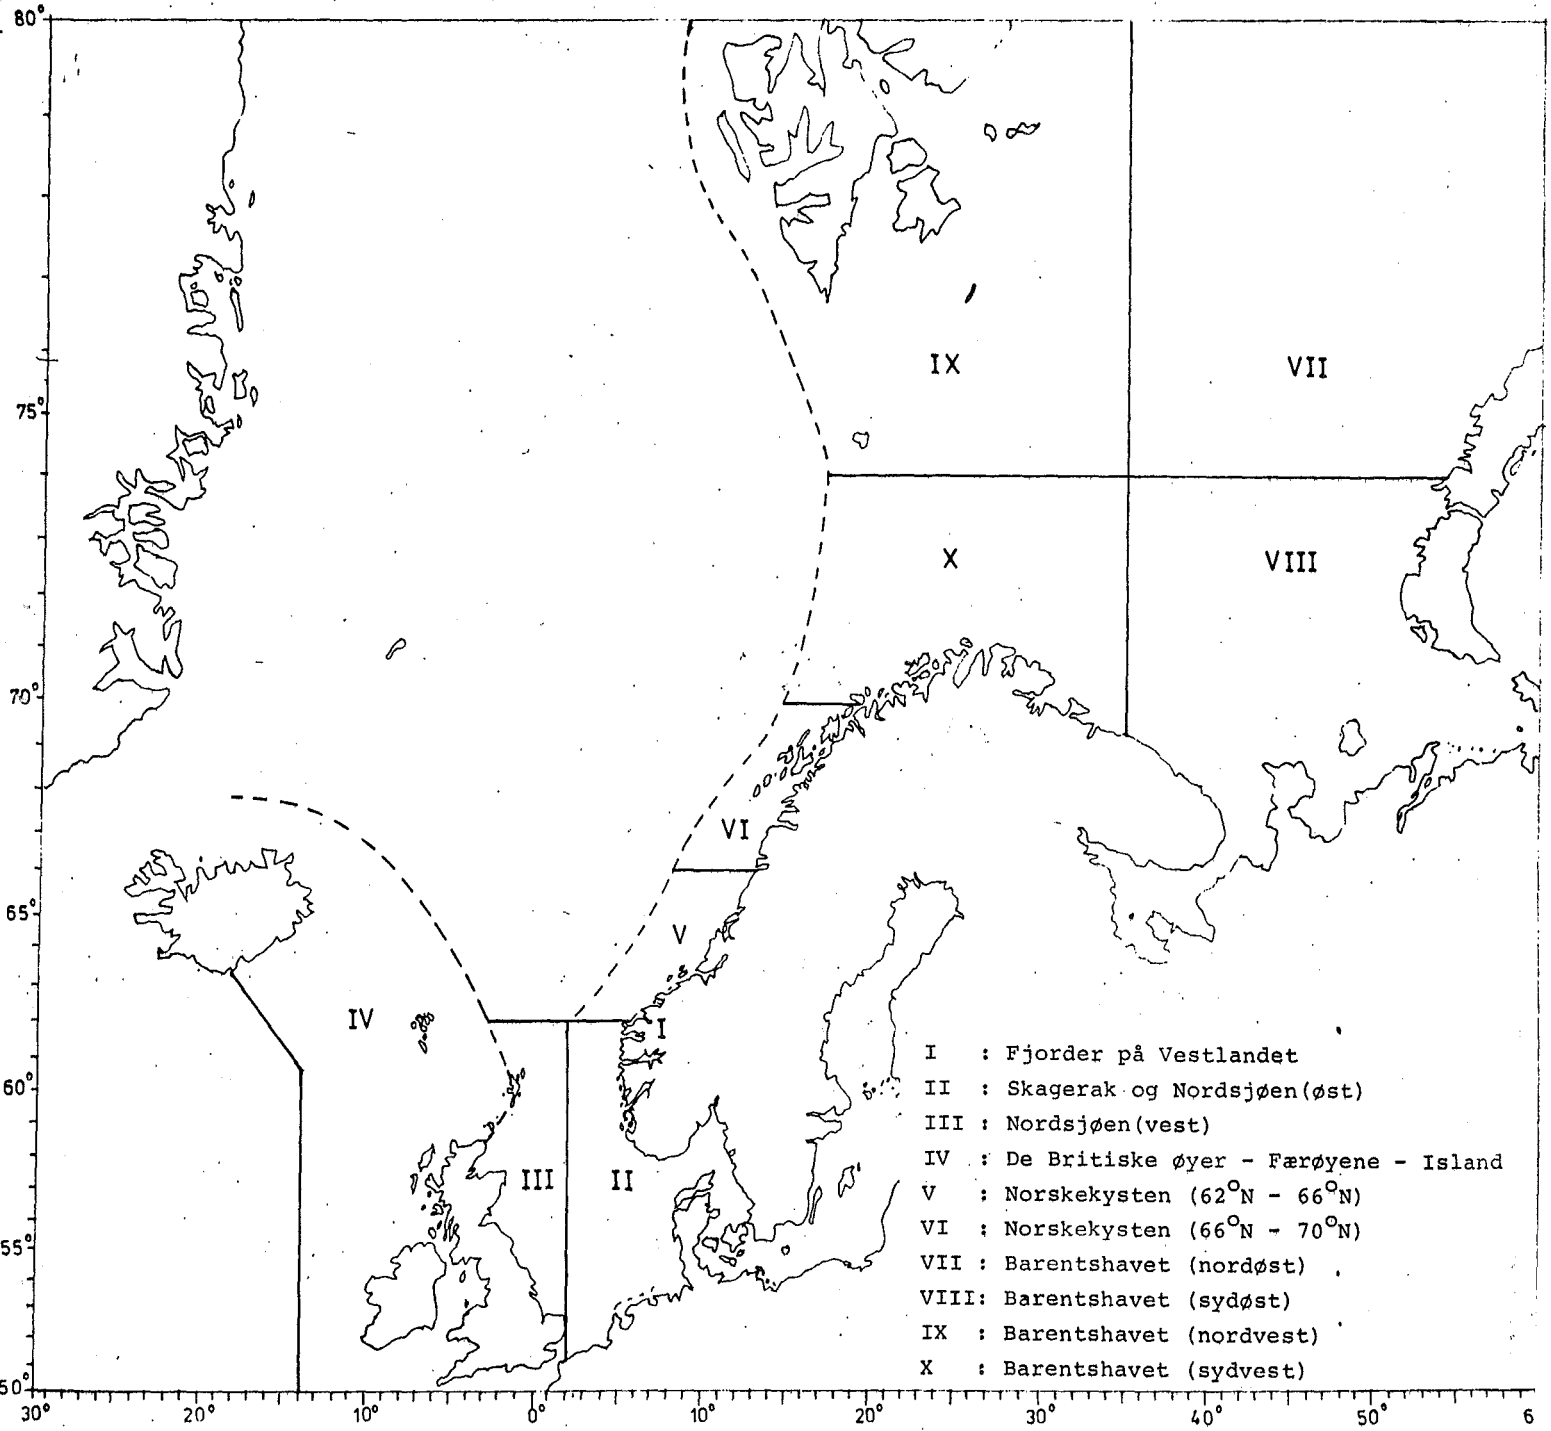 80°
75°
70°
65°
60°
55°
50°
30° 20° 10° 0° 10° 20° 30° 40° 50° 6
IX
VII
X
VIII
VI
V
IV
I
III
II
I : Fjorder på Vestlandet
II : Skagerak og Nordsjøen(øst)
III : Nordsjøen(vest)
IV : De Britiske øyer - Færøyene - Island
V : Norskekysten (62°N - 66°N)
VI : Norskekysten (66°N - 70°N)
VII : Barentshavet (nordøst)
VIII: Barentshavet (sydøst)
IX : Barentshavet (nordvest)
X : Barentshavet (sydvest)